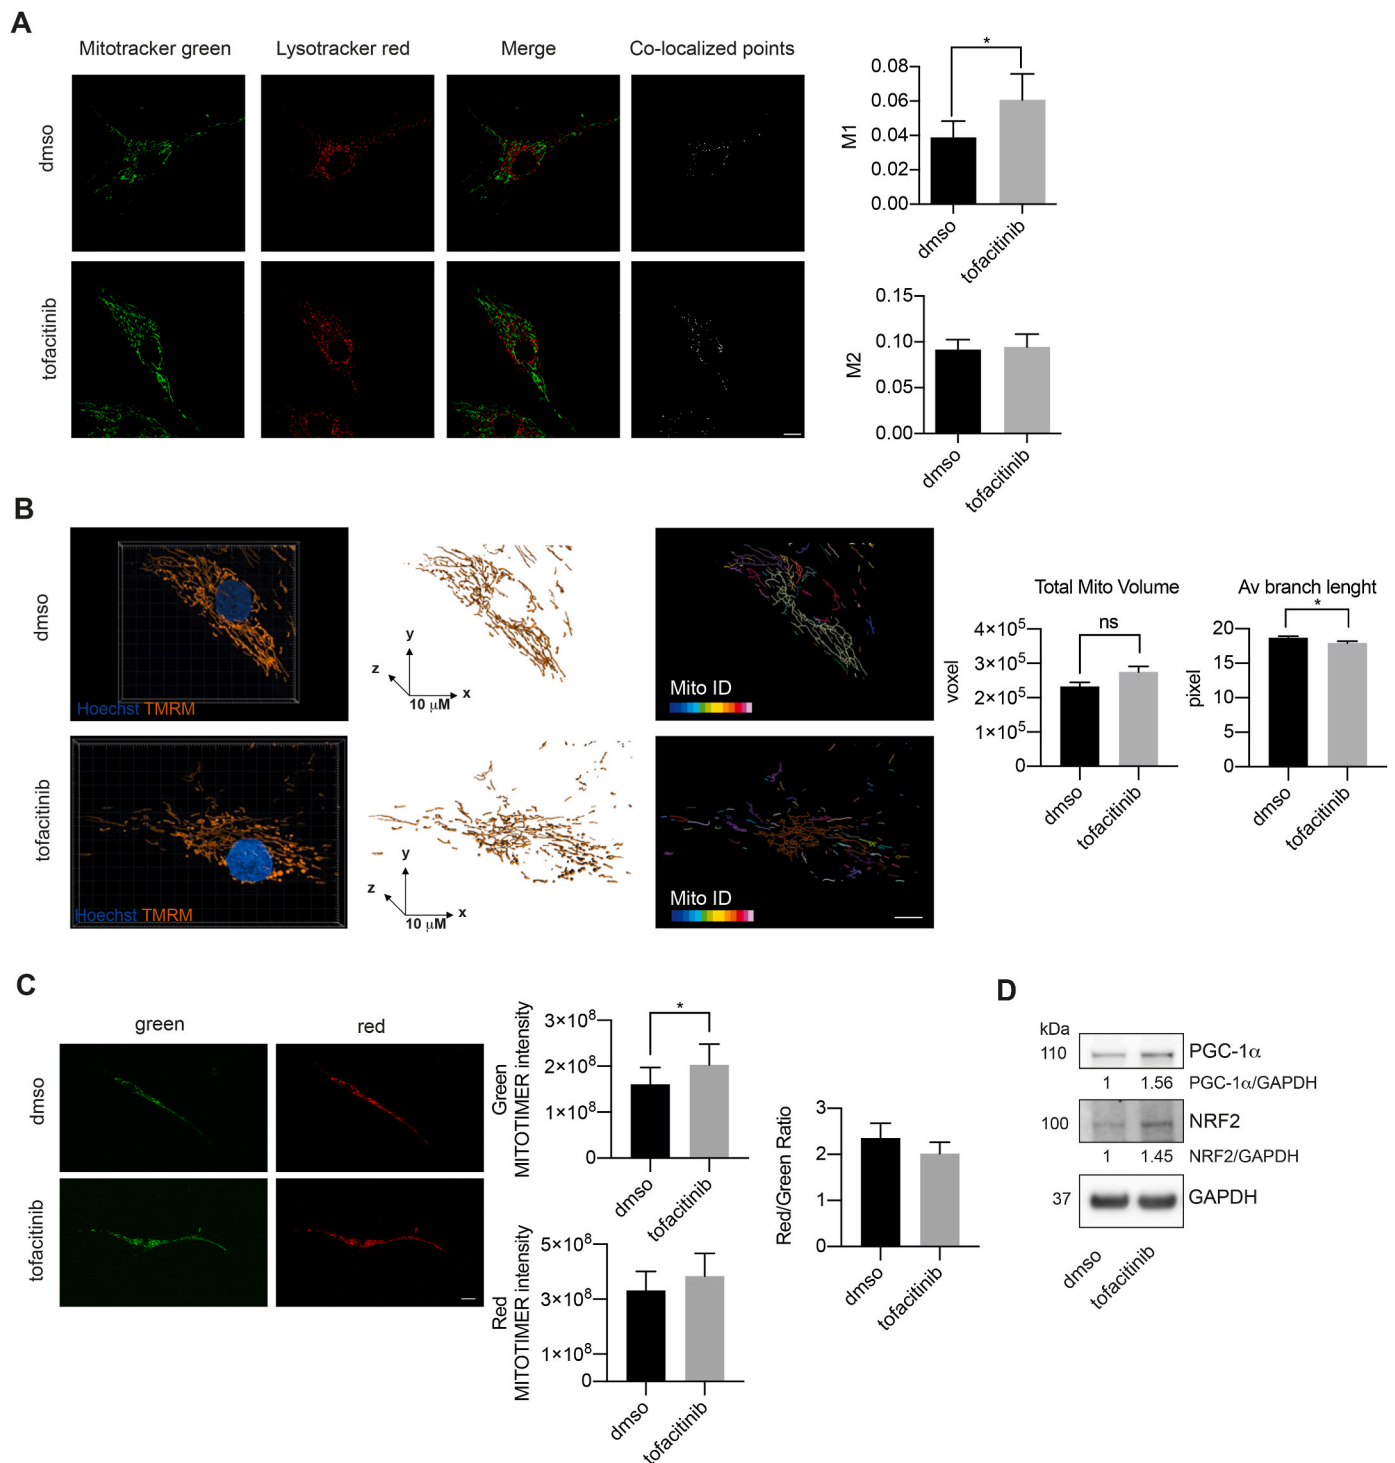 A
Mitotracker green
Lysotracker red
Merge
Co-localized points
dmso
tofacitinib
*
M1
0.08
0.06
0.04
0.02
0.00
dmso
tofacitinib
M2
0.15
0.10
0.05
0.00
dmso
tofacitinib
B
dmso
Hoechst TMRM
y
z
x
10 μM
Mito ID
tofacitinib
Hoechst TMRM
y
z
x
10 μM
Mito ID
Total Mito Volume
ns
voxel
4×10⁵
3×10⁵
2×10⁵
1×10⁵
0
dmso
tofacitinib
Av branch lenght
*
pixel
20
15
10
5
0
dmso
tofacitinib
C
green
red
dmso
tofacitinib
Green
MITOTIMER intensity
*
3×10⁸
2×10⁸
1×10⁸
0
dmso
tofacitinib
Red
MITOTIMER intensity
5×10⁸
3×10⁸
1×10⁸
0
dmso
tofacitinib
Red/Green Ratio
3
2
1
0
dmso
tofacitinib
D
kDa
110
PGC-1α
1 1.56 PGC-1α/GAPDH
100
NRF2
1 1.45 NRF2/GAPDH
37
GAPDH
dmso
tofacitinib